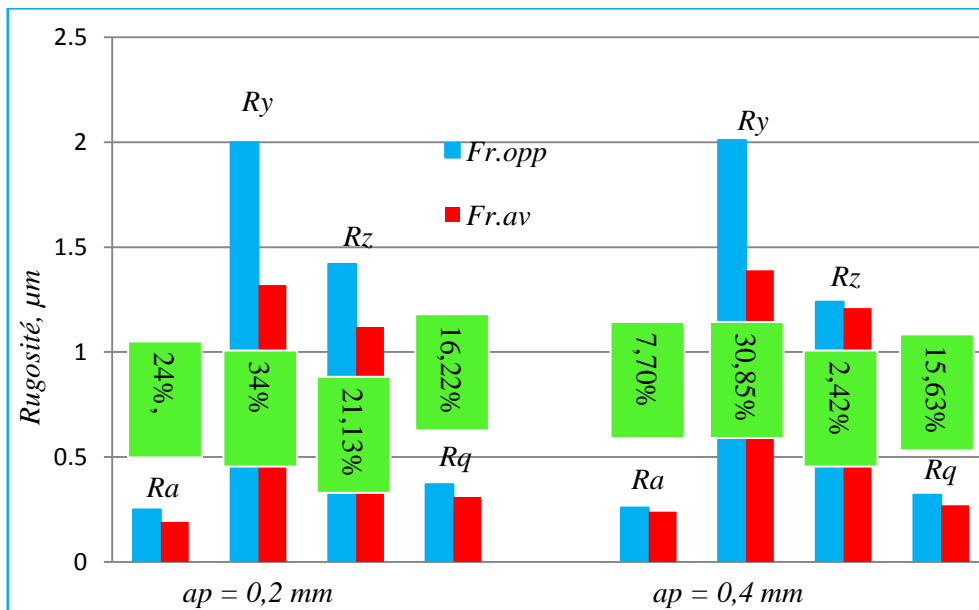 Rugosité, µm
2.5
2
1.5
1
0.5
0
Ry
Ry
Fr.opp
Fr.av
Rz
Rz
24%,
34%
21,13%
16,22%
7,70%
30,85%
2,42%
15,63%
Ra
Rq
Ra
Rq
ap = 0,2 mm
ap = 0,4 mm